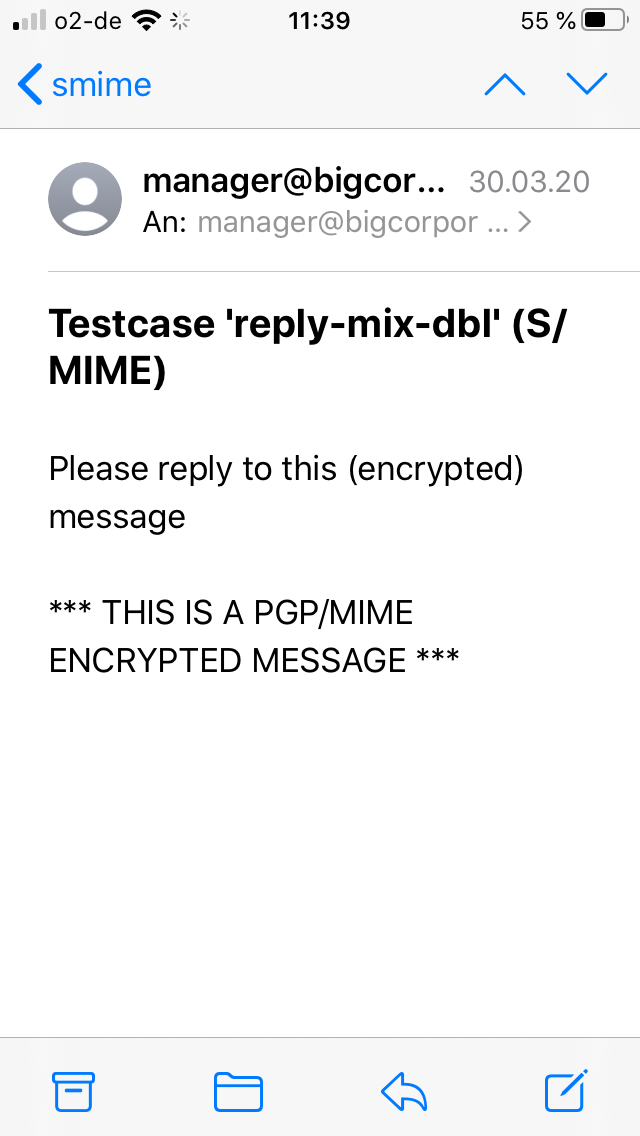 o2-de 11:39 55 %
smime
manager@bigcor... 30.03.20
An: manager@bigcorpor ...
Testcase 'reply-mix-dbl' (S/
MIME)
Please reply to this (encrypted)
message
*** THIS IS A PGP/MIME
ENCRYPTED MESSAGE ***